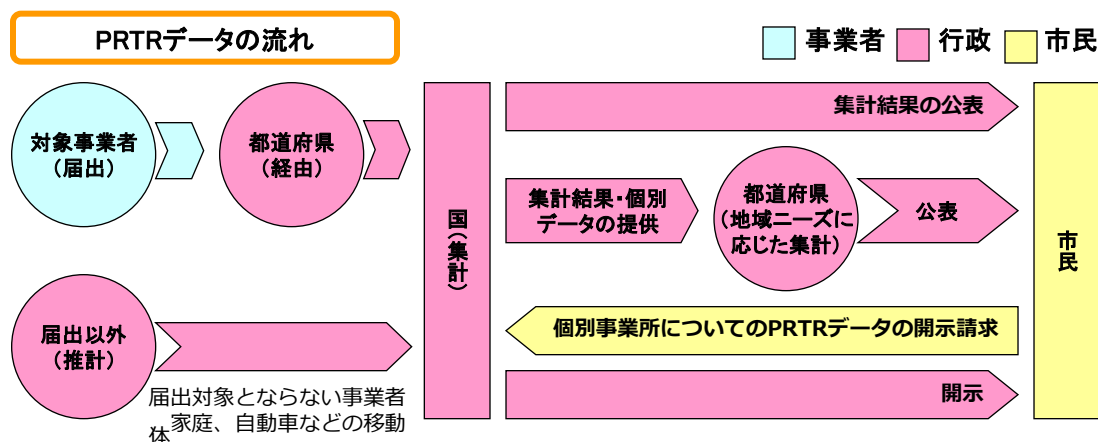 PRTRデータの流れ
事業者
行政
市民
対象事業者
(届出)
都道府県
(経由)
国(集計)
集計結果の公表
集計結果・個別
データの提供
都道府県
(地域ニーズに
応じた集計)
公表
市民
届出以外
(推計)
個別事業所についてのPRTRデータの開示請求
開示
届出対象とならない事業者
家庭、自動車などの移動
体